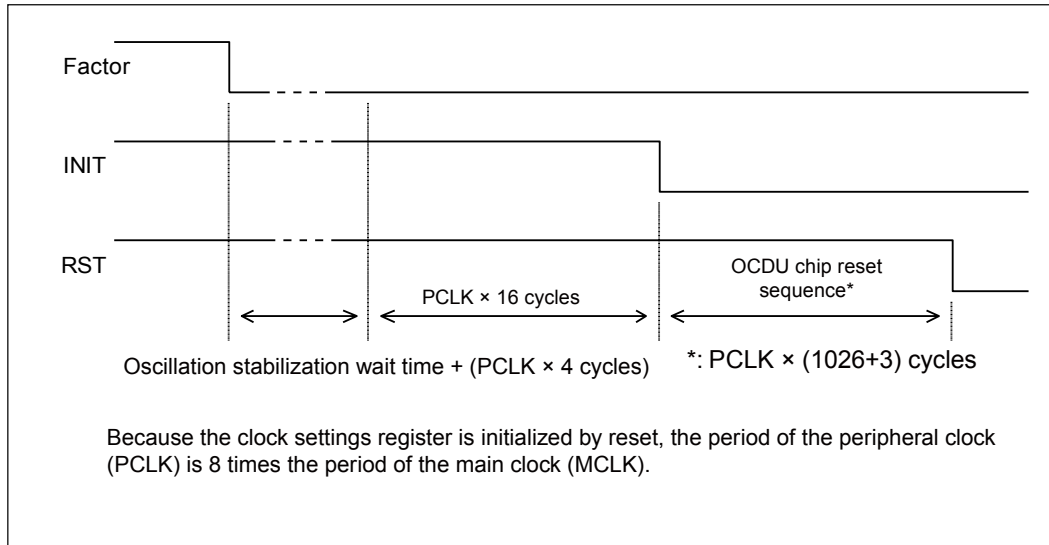 Factor
INIT
RST
OCDU chip reset
sequence*
PCLK × 16 cycles
Oscillation stabilization wait time + (PCLK × 4 cycles)
*: PCLK × (1026+3) cycles
Because the clock settings register is initialized by reset, the period of the peripheral clock
(PCLK) is 8 times the period of the main clock (MCLK).